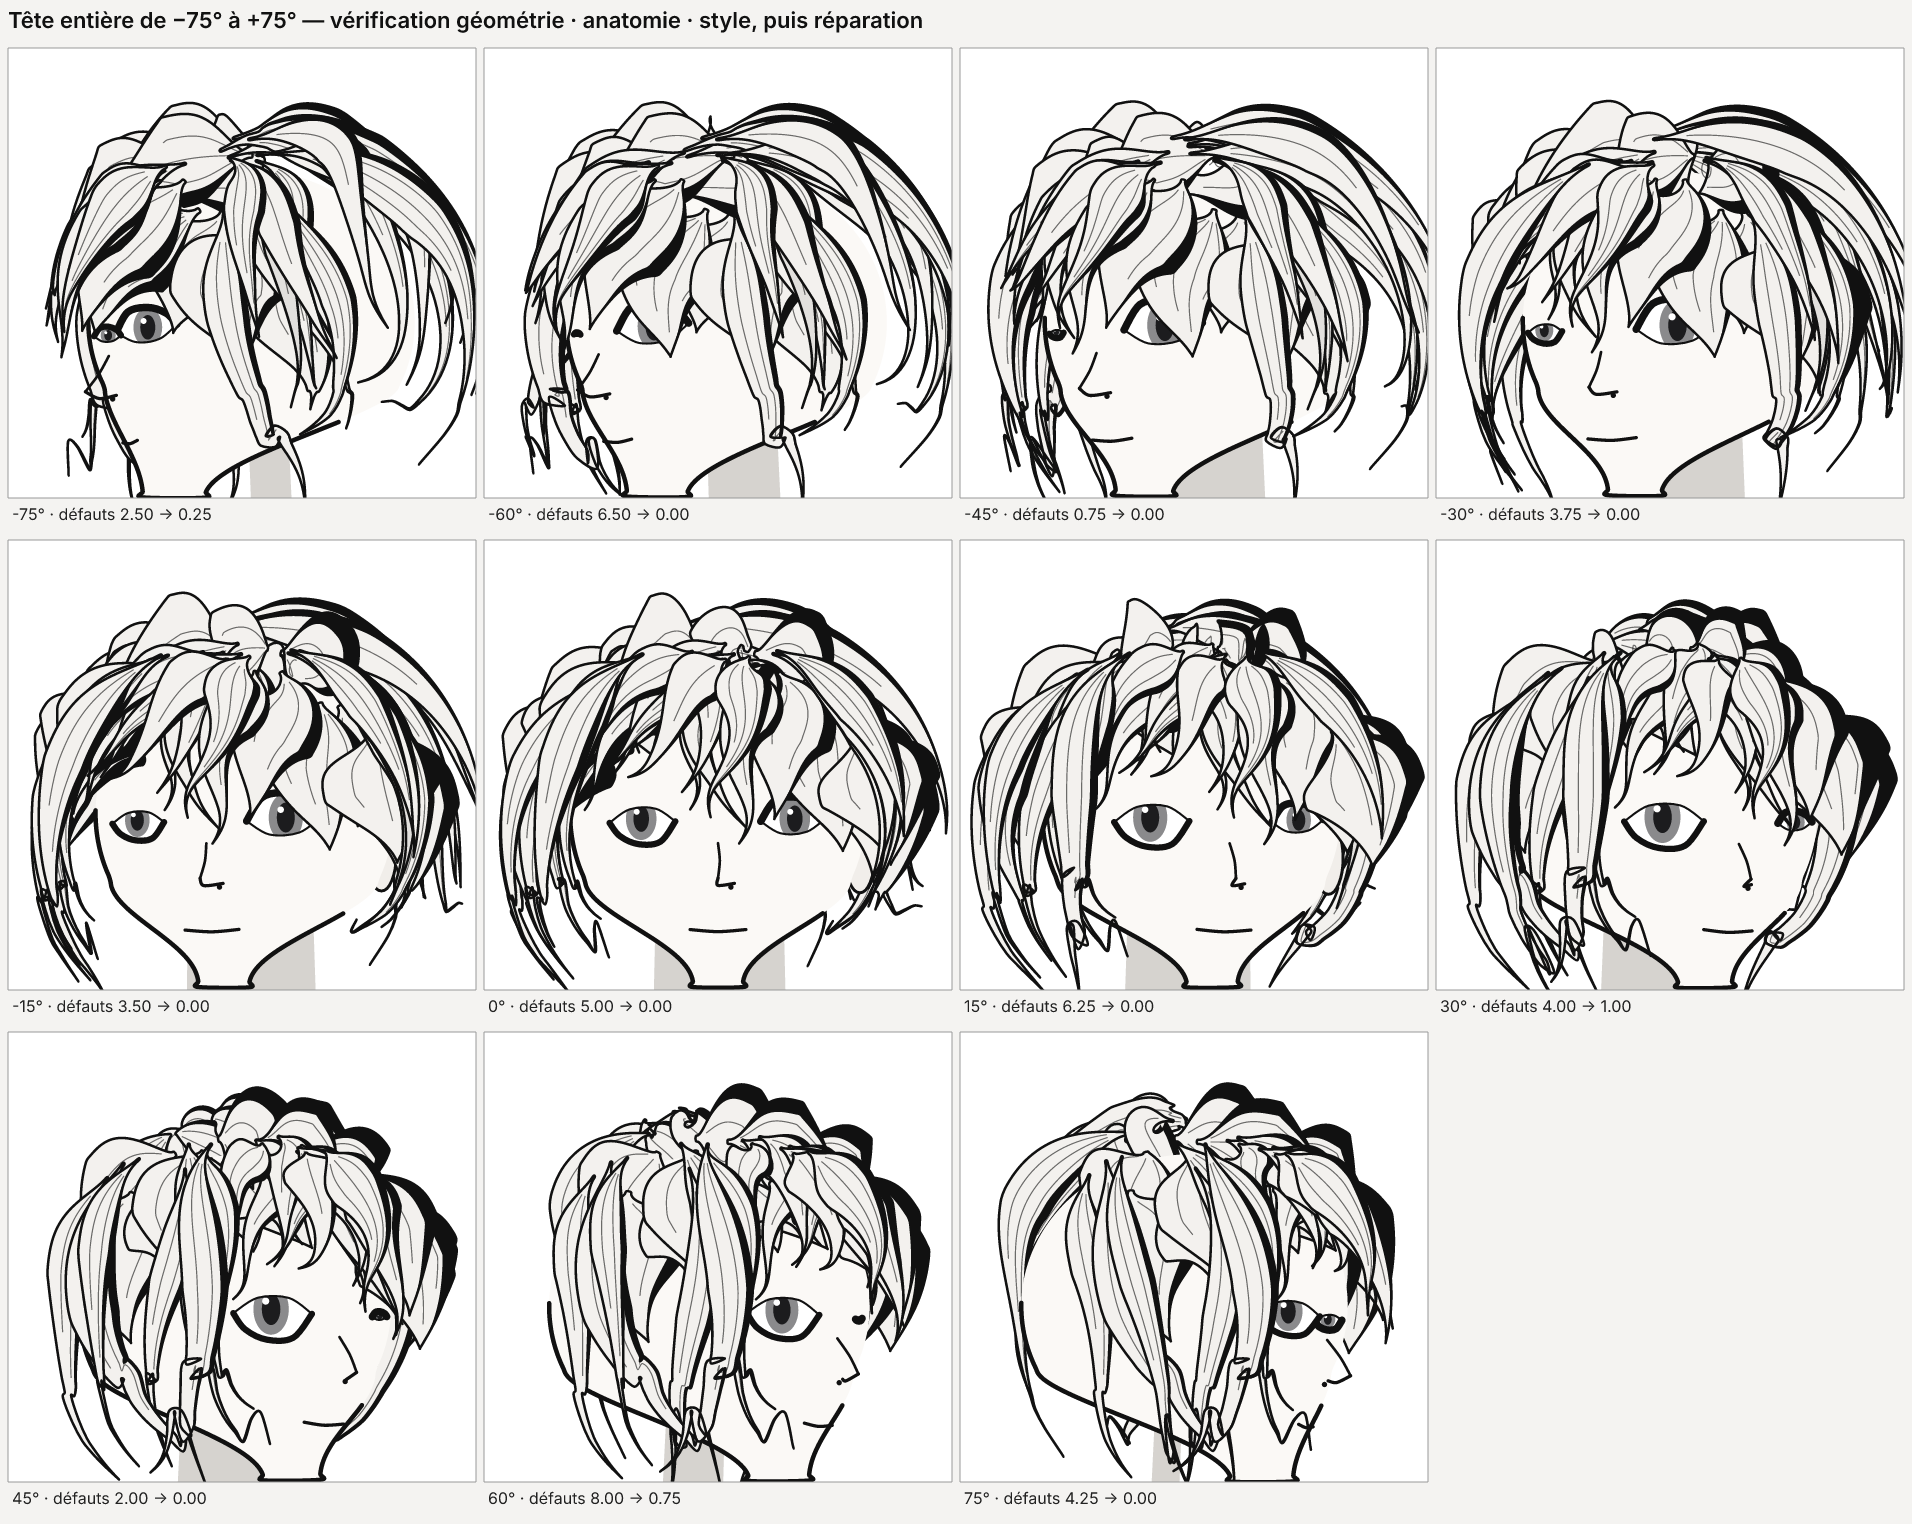 Tête entière de −75° à +75° — vérification géométrie · anatomie · style, puis réparation
-75° · défauts 2.50 → 0.25
-60° · défauts 6.50 → 0.00
-45° · défauts 0.75 → 0.00
-30° · défauts 3.75 → 0.00
-15° · défauts 3.50 → 0.00
0° · défauts 5.00 → 0.00
15° · défauts 6.25 → 0.00
30° · défauts 4.00 → 1.00
45° · défauts 2.00 → 0.00
60° · défauts 8.00 → 0.75
75° · défauts 4.25 → 0.00